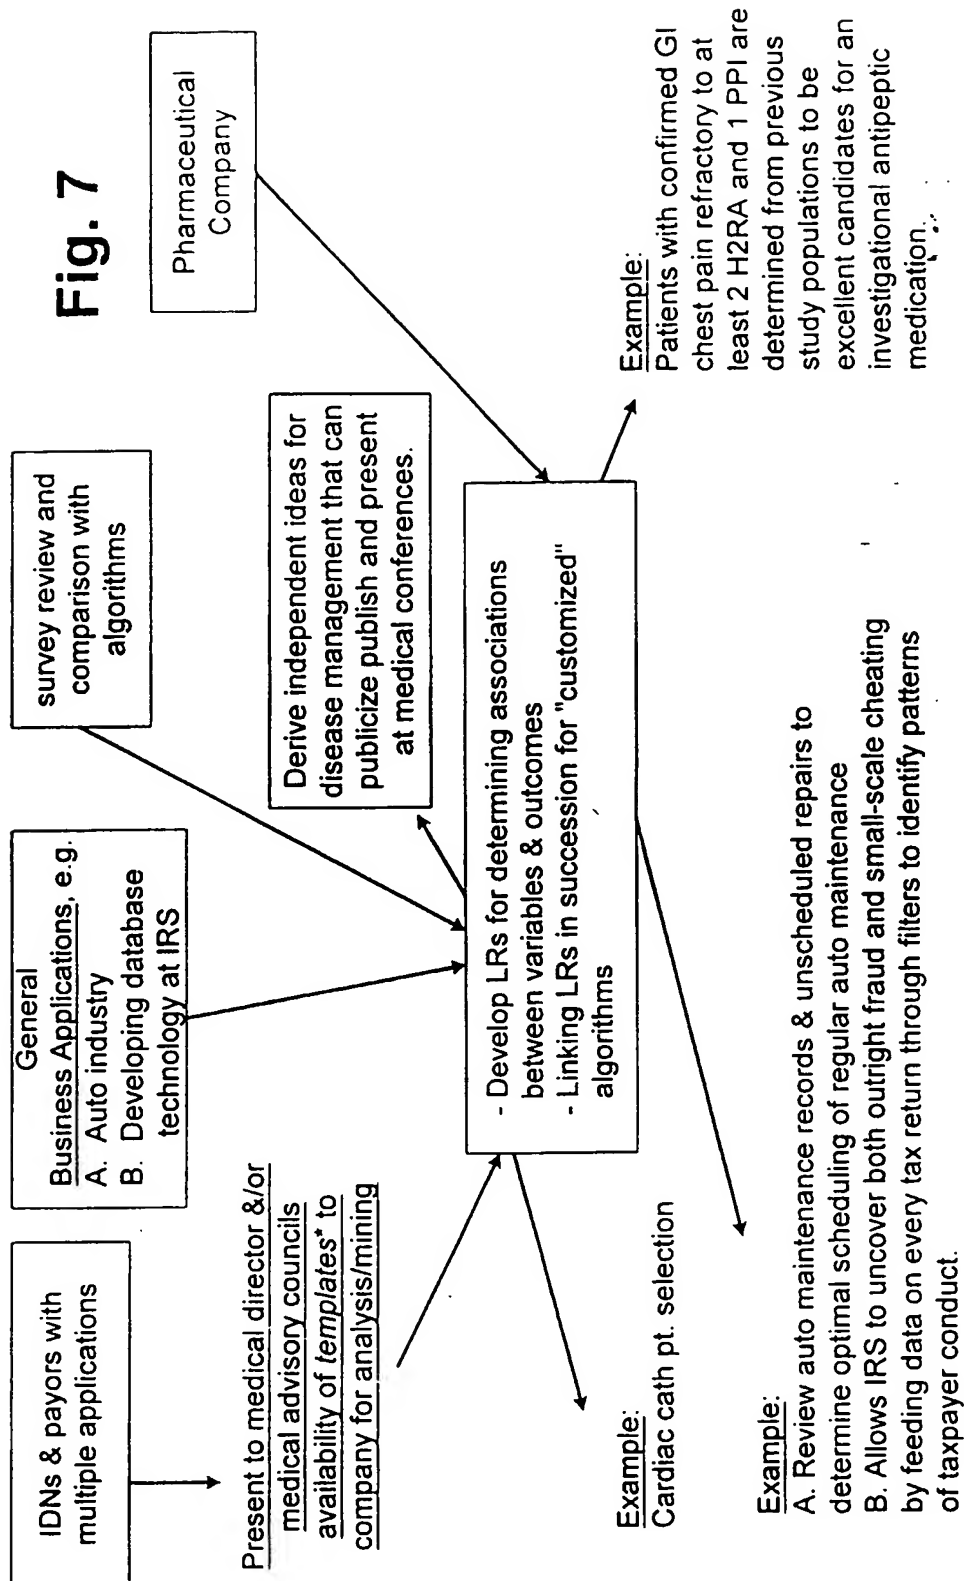 Fig. 7
IDNs & payors with
multiple applications
General
Business Applications, e.g.
A. Auto industry
B. Developing database
technology at IRS
survey review and
comparison with
algorithms
Pharmaceutical
Company
Present to medical director &/or
medical advisory councils
availability of templates* to
company for analysis/mining
Derive independent ideas for
disease management that can
publicize publish and present
at medical conferences.
- Develop LRs for determining associations
between variables & outcomes
- Linking LRs in succession for "customized"
algorithms
Example:
Cardiac cath pt. selection
Example:
Patients with confirmed GI
chest pain refractory to at
least 2 H2RA and 1 PPI are
determined from previous
study populations to be
excellent candidates for an
investigational antipeptic
medication.
Example:
A. Review auto maintenance records & unscheduled repairs to
determine optimal scheduling of regular auto maintenance
B. Allows IRS to uncover both outright fraud and small-scale cheating
by feeding data on every tax return through filters to identify patterns
of taxpayer conduct.